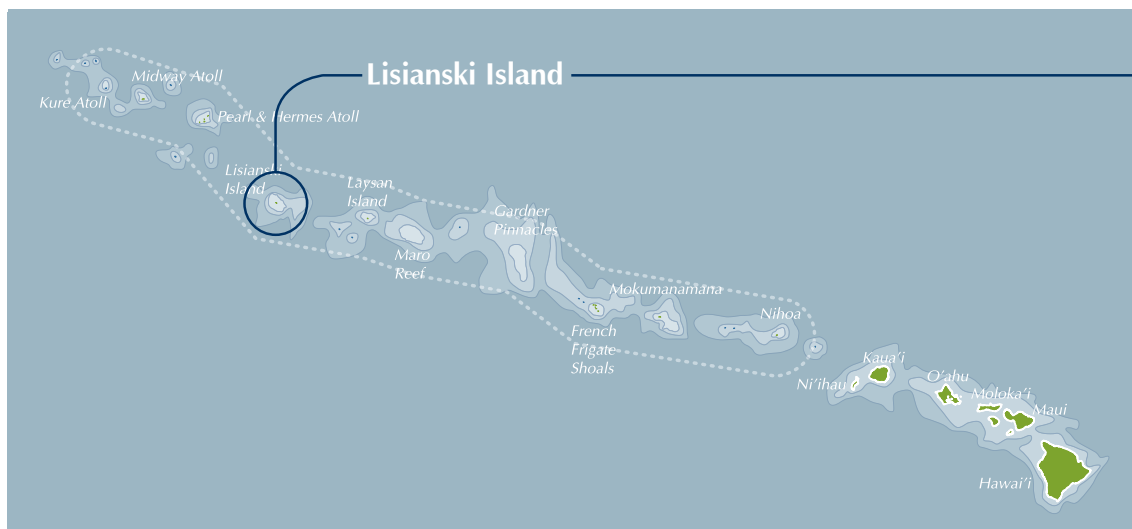 Lisianski Island
Midway Atoll
Kure Atoll
Pearl & Hermes Atoll
Lisianski
Island
Laysan
Island
Gardner
Pinnacles
Maro
Reef
Mokumanamana
Nihoa
French
Frigate
Shoals
Kaua'i
Ni'ihau
O'ahu
Moloka'i
Maui
Hawai'i